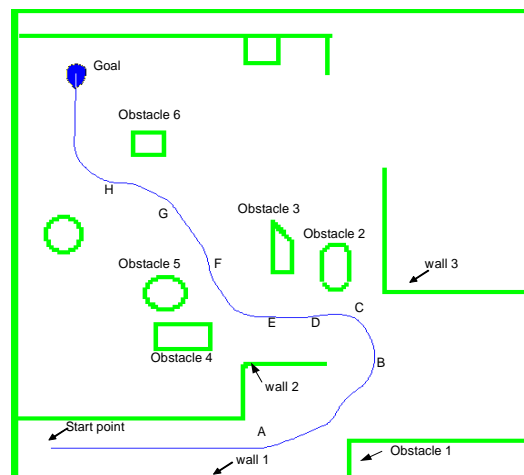 Goal
Obstacle 6
H
G
Obstacle 3
Obstacle 2
F
Obstacle 5
wall 3
C
E
D
Obstacle 4
B
wall 2
Start point
A
Obstacle 1
wall 1